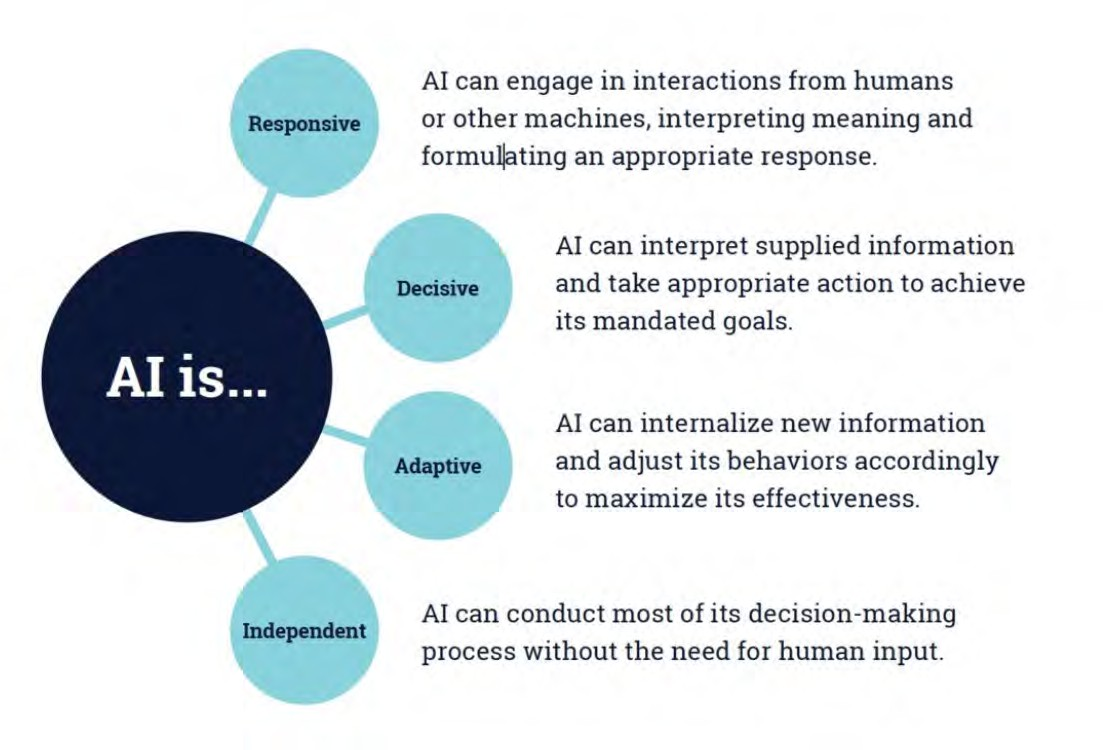 AI is...
Responsive
AI can engage in interactions from humans
or other machines, interpreting meaning and
formulating an appropriate response.
Decisive
AI can interpret supplied information
and take appropriate action to achieve
its mandated goals.
Adaptive
AI can internalize new information
and adjust its behaviors accordingly
to maximize its effectiveness.
Independent
AI can conduct most of its decision-making
process without the need for human input.